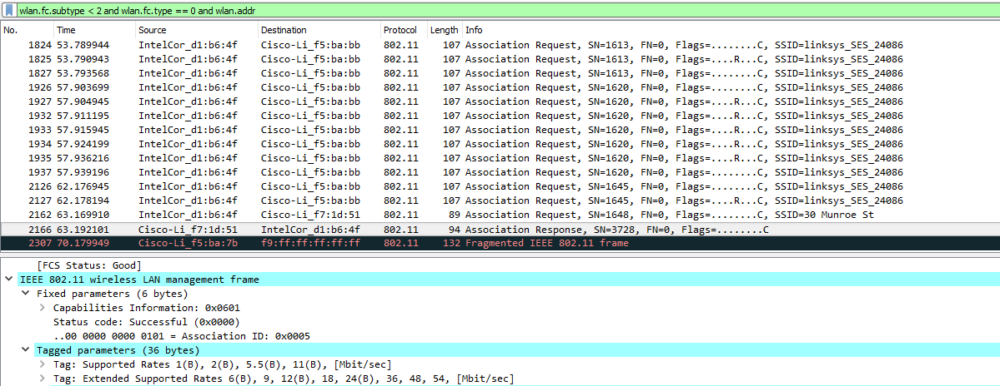 wlan.fc.subtype < 2 and wlan.fc.type == 0 and wlan.addr
No. Time Source Destination Protocol Length Info
1824 53.789944 IntelCor_d1:b6:4f Cisco-Li_f5:ba:bb 802.11 107 Association Request, SN=1613, FN=0, Flags=........C, SSID=linksys_SES_24086
1825 53.790943 IntelCor_d1:b6:4f Cisco-Li_f5:ba:bb 802.11 107 Association Request, SN=1613, FN=0, Flags=....R...C, SSID=linksys_SES_24086
1827 53.793568 IntelCor_d1:b6:4f Cisco-Li_f5:ba:bb 802.11 107 Association Request, SN=1613, FN=0, Flags=........C, SSID=linksys_SES_24086
1926 57.903699 IntelCor_d1:b6:4f Cisco-Li_f5:ba:bb 802.11 107 Association Request, SN=1620, FN=0, Flags=........C, SSID=linksys_SES_24086
1927 57.904945 IntelCor_d1:b6:4f Cisco-Li_f5:ba:bb 802.11 107 Association Request, SN=1620, FN=0, Flags=....R...C, SSID=linksys_SES_24086
1932 57.911195 IntelCor_d1:b6:4f Cisco-Li_f5:ba:bb 802.11 107 Association Request, SN=1620, FN=0, Flags=....R...C, SSID=linksys_SES_24086
1933 57.915945 IntelCor_d1:b6:4f Cisco-Li_f5:ba:bb 802.11 107 Association Request, SN=1620, FN=0, Flags=....R...C, SSID=linksys_SES_24086
1934 57.924199 IntelCor_d1:b6:4f Cisco-Li_f5:ba:bb 802.11 107 Association Request, SN=1620, FN=0, Flags=....R...C, SSID=linksys_SES_24086
1935 57.936216 IntelCor_d1:b6:4f Cisco-Li_f5:ba:bb 802.11 107 Association Request, SN=1620, FN=0, Flags=....R...C, SSID=linksys_SES_24086
1937 57.939196 IntelCor_d1:b6:4f Cisco-Li_f5:ba:bb 802.11 107 Association Request, SN=1620, FN=0, Flags=........C, SSID=linksys_SES_24086
2126 62.176945 IntelCor_d1:b6:4f Cisco-Li_f5:ba:bb 802.11 107 Association Request, SN=1645, FN=0, Flags=........C, SSID=linksys_SES_24086
2127 62.178194 IntelCor_d1:b6:4f Cisco-Li_f5:ba:bb 802.11 107 Association Request, SN=1645, FN=0, Flags=....R...C, SSID=linksys_SES_24086
2162 63.169910 IntelCor_d1:b6:4f Cisco-Li_f7:1d:51 802.11 89 Association Request, SN=1648, FN=0, Flags=........C, SSID=30 Munroe St
2166 63.192101 Cisco-Li_f7:1d:51 IntelCor_d1:b6:4f 802.11 94 Association Response, SN=3728, FN=0, Flags=........C
2307 70.179949 Cisco-Li_f5:ba:7b f9:ff:ff:ff:ff:ff 802.11 132 Fragmented IEEE 802.11 frame
[FCS Status: Good]
IEEE 802.11 wireless LAN management frame
Fixed parameters (6 bytes)
Capabilities Information: 0x0601
Status code: Successful (0x0000)
..00 0000 0000 0101 = Association ID: 0x0005
Tagged parameters (36 bytes)
Tag: Supported Rates 1(B), 2(B), 5.5(B), 11(B), [Mbit/sec]
Tag: Extended Supported Rates 6(B), 9, 12(B), 18, 24(B), 36, 48, 54, [Mbit/sec]